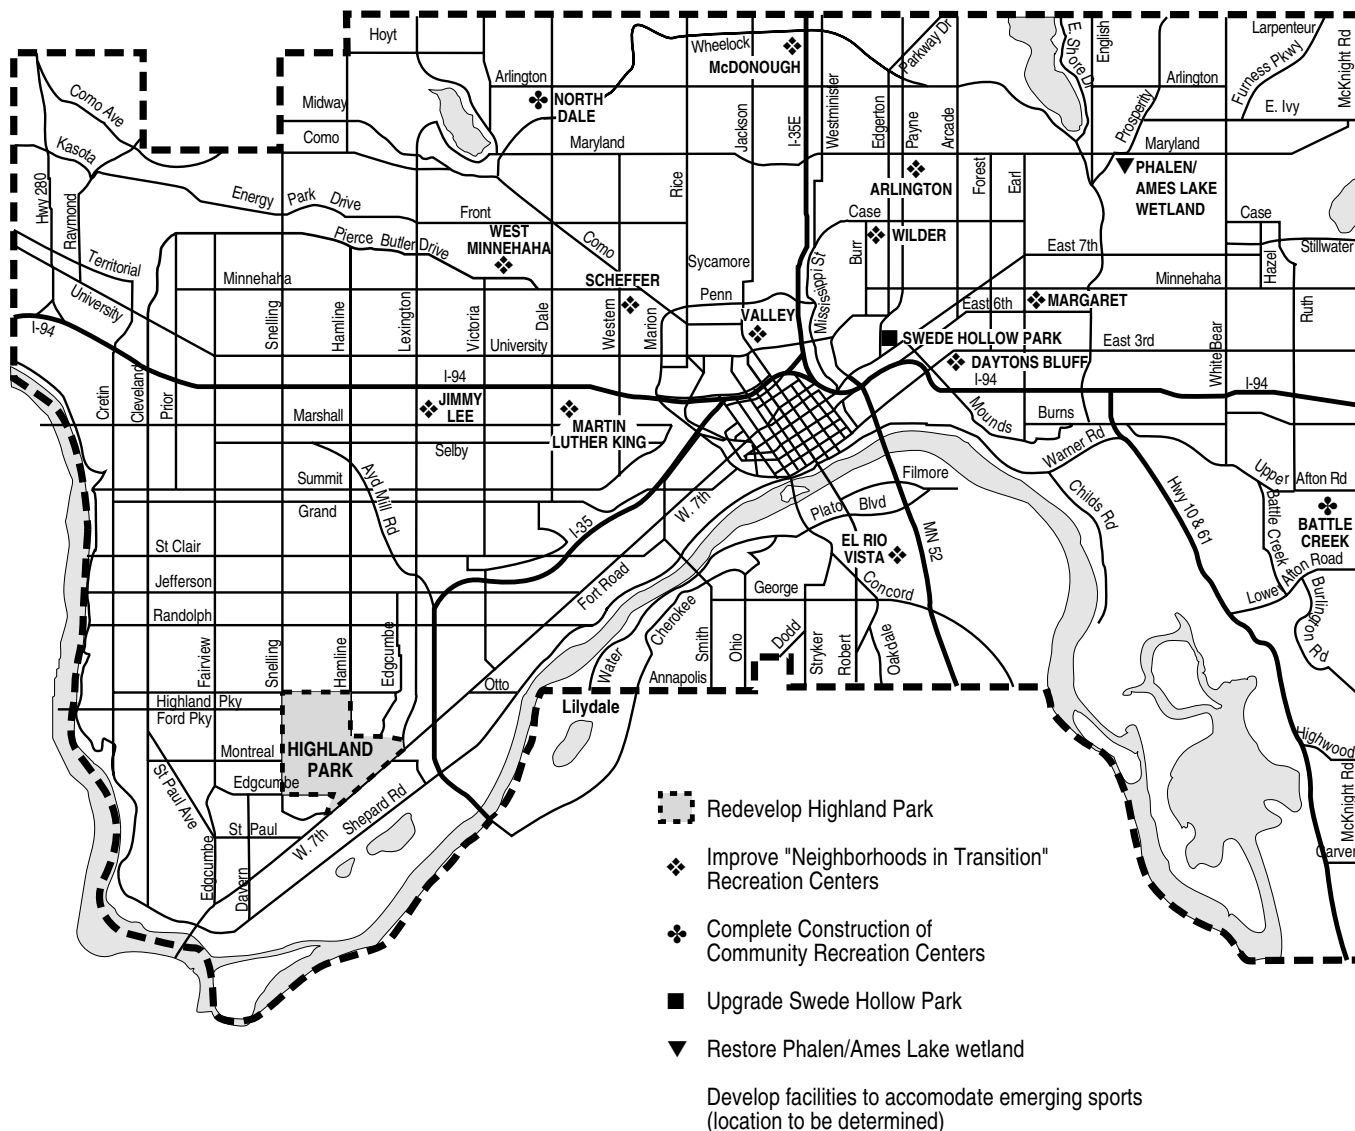 Hoyt
Wheelock
McDONOUGH
Parkway Dr
E. Shore Dr
English
Larpenteur
Furness Pkwy
McKnight Rd
Como Ave
Arlington
NORTH
DALE
Midway
Como
Maryland
Jackson
I-35E
Westminister
Edgerton
Payne
Arcade
Arlington
Prosperity
E. Ivy
Maryland
Kasota
Hwy 280
Raymond
Energy Park Drive
Front
Rice
ARLINGTON
Forest
Earl
PHALEN/
AMES LAKE
WETLAND
Pierce Butler Drive
WEST
MINNEHAHA
Como
Case
Burr
WILDER
East 7th
Case
Hazel
Stillwater
Territorial
Minnehaha
SCHEFFER
Sycamore
Mississippi St
Minnehaha
University
Snelling
Hamline
Lexington
Victoria
Dale
Western
Marion
Penn
VALLEY
East 6th
MARGARET
Ruth
I-94
University
SWEDE HOLLOW PARK
East 3rd
WhiteBear
DAYTONS BLUFF
Cretin
Cleveland
Prior
I-94
I-94
I-94
Marshall
JIMMY
LEE
MARTIN
LUTHER KING
Mounds
Burns
Selby
Warner Rd
Summit
Ayd Mill Rd
Grand
W. 7th
Filmore
Plato Blvd
Childs Rd
Hwy 10 & 61
Upper Afton Rd
Battle Creek
BATTLE
CREEK
I-35
St Clair
EL RIO
VISTA
MN 52
Jefferson
Fort Road
George
Concord
Lower Afton Road
Burlington Rd
Randolph
Cherokee
Fairview
Snelling
Hamline
Edgcumbe
Water
Smith
Ohio
Dodd
Stryker
Robert
Oakdale
Otto
Annapolis
Highland Pky
Ford Pky
Lilydale
Montreal
HIGHLAND
PARK
Highwood
St Paul Ave
Edgcumbe
McKnight Rd
St Paul
W. 7th
Shepard Rd
Carver
Edgcumbe
Davern
Redevelop Highland Park
Improve "Neighborhoods in Transition"
Recreation Centers
Complete Construction of
Community Recreation Centers
Upgrade Swede Hollow Park
Restore Phalen/Ames Lake wetland
Develop facilities to accomodate emerging sports
(location to be determined)